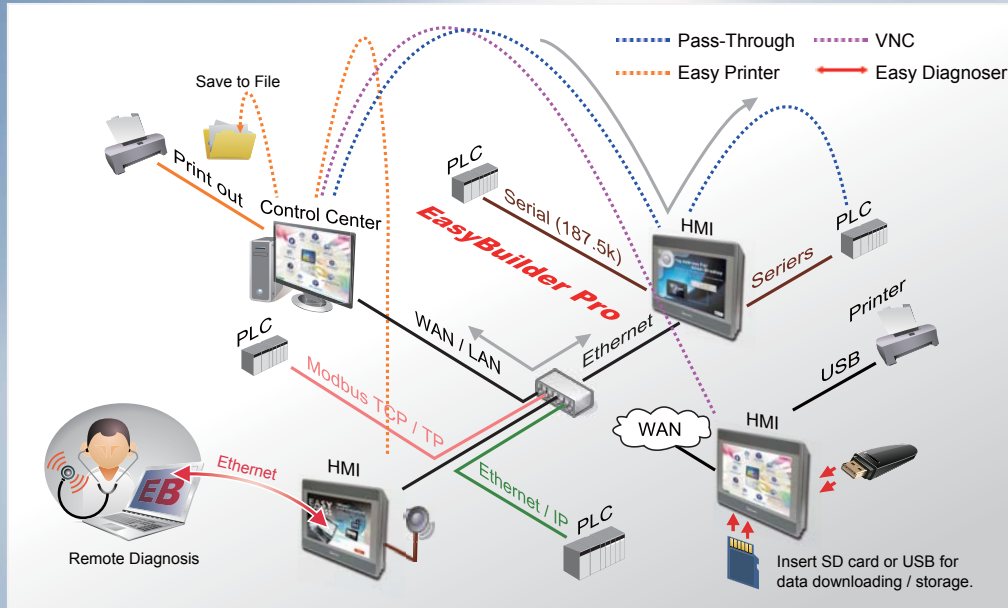 Pass-Through
VNC
Easy Printer
Easy Diagnoser
Save to File
Print out
Control Center
PLC
Serial (187.5k)
EasyBuilder Pro
HMI
PLC
Seriers
Printer
USB
PLC
WAN / LAN
Ethernet
Modbus TCP / TP
WAN
HMI
EB
Ethernet
HMI
EASY
Ethernet / IP
PLC
Remote Diagnosis
Insert SD card or USB for
data downloading / storage.